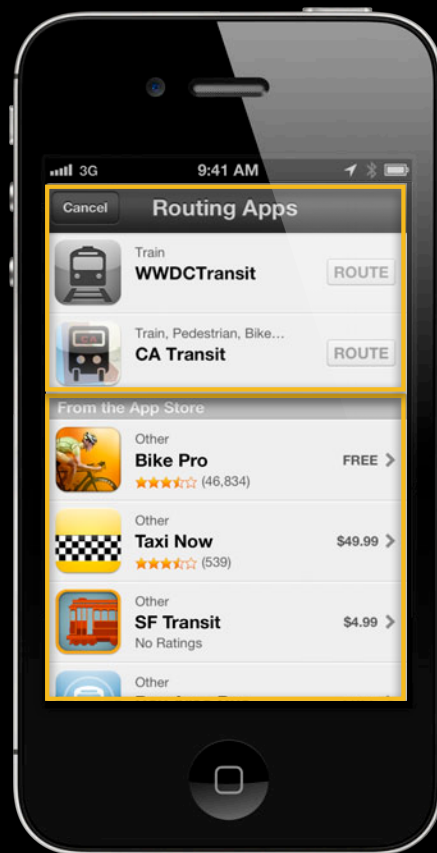 3G 9:41 AM
Cancel Routing Apps
Train
WWDCTransit ROUTE
Train, Pedestrian, Bike...
CA Transit ROUTE
CA
From the App Store
Other
Bike Pro FREE
(46,834)
Other
Taxi Now $49.99
(539)
Other
SF Transit $4.99
No Ratings
Other